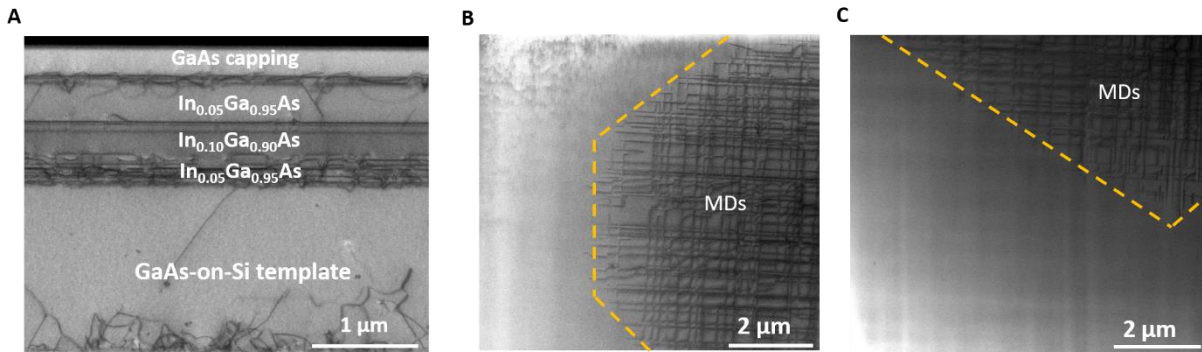 A
GaAs capping
In₀.₀₅Ga₀.₉₅As
In₀.₁₀Ga₀.₉₀As
In₀.₀₅Ga₀.₉₅As
GaAs-on-Si template
1 µm
B
MDs
2 µm
C
MDs
2 µm